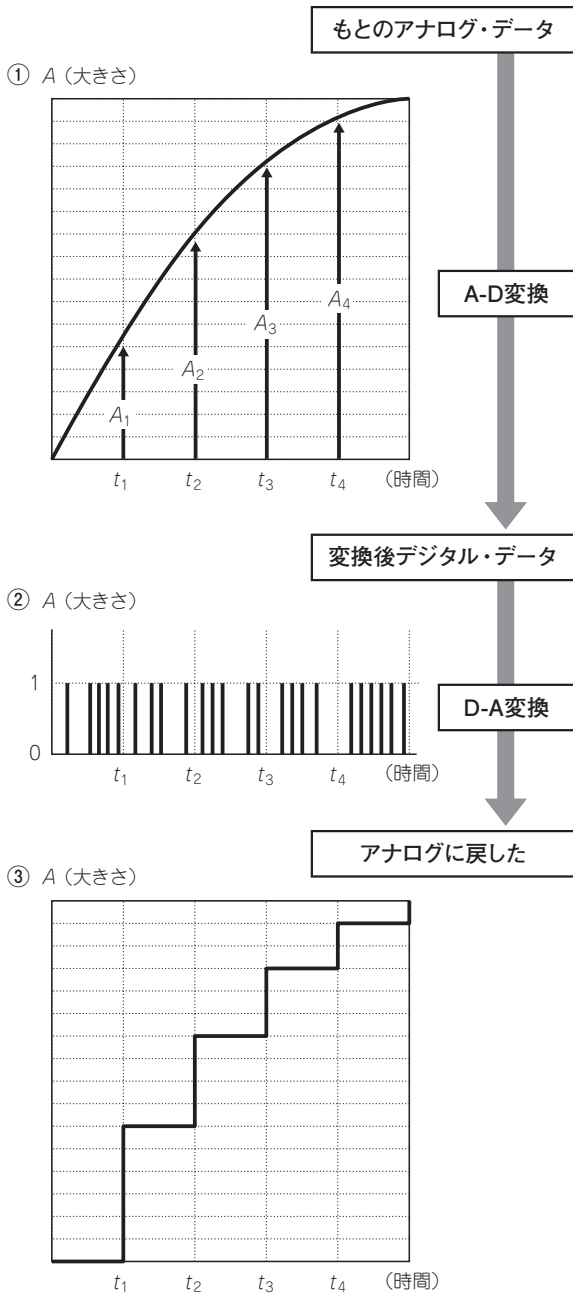 もとのアナログ・データ
① A（大きさ）
A-D変換
A1
A2
A3
A4
t1 t2 t3 t4 （時間）
変換後デジタル・データ
② A（大きさ）
1
0
D-A変換
t1 t2 t3 t4 （時間）
アナログに戻した
③ A（大きさ）
t1 t2 t3 t4 （時間）